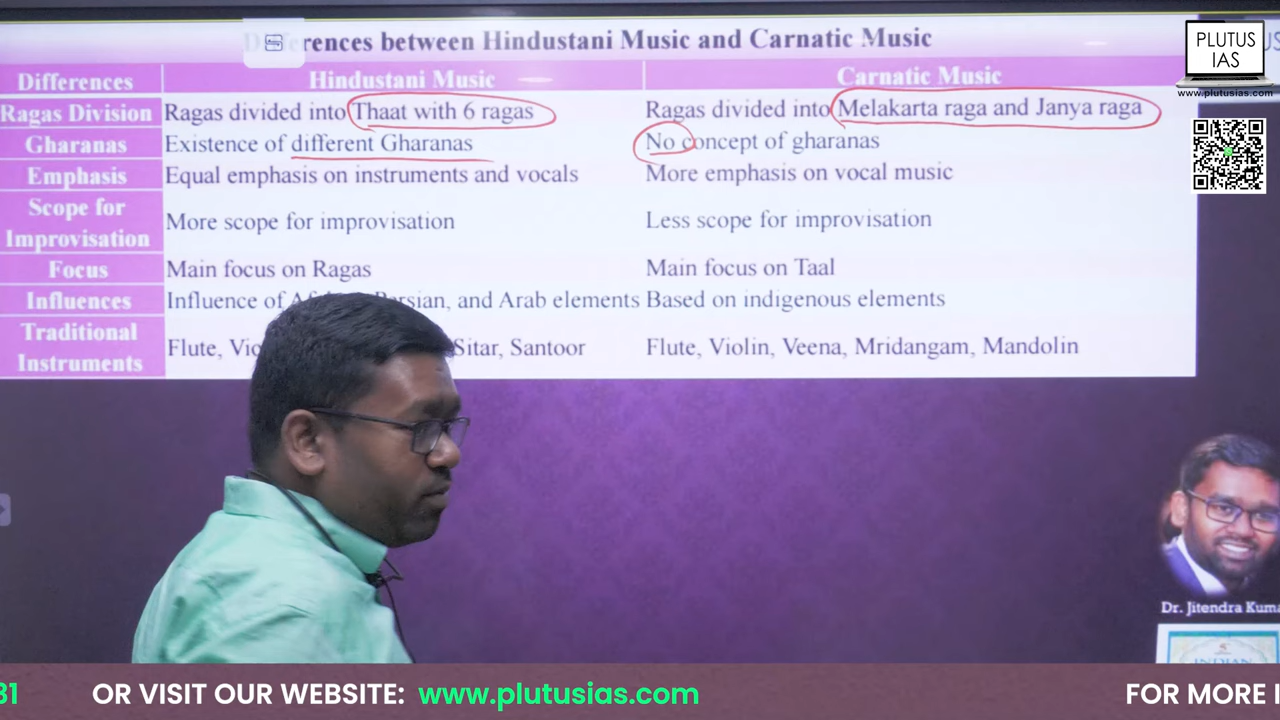 rences between Hindustani Music and Carnatic Music
PLUTUS
IAS
www.plutusias.com
Differences Hindustani Music Carnatic Music
Ragas Division Ragas divided into Thaat with 6 ragas Ragas divided into Melakarta raga and Janya raga
Gharanas Existence of different Gharanas No concept of gharanas
Emphasis Equal emphasis on instruments and vocals More emphasis on vocal music
Scope for
Improvisation More scope for improvisation Less scope for improvisation
Focus Main focus on Ragas Main focus on Taal
Influences Influence of and Arab elements Based on indigenous elements
Traditional
Instruments Flute, Sitar, Santoor Flute, Violin, Veena, Mridangam, Mandolin
Dr. Jitendra Kuma
INDIAN
31 OR VISIT OUR WEBSITE: www.plutusias.com FOR MORE I